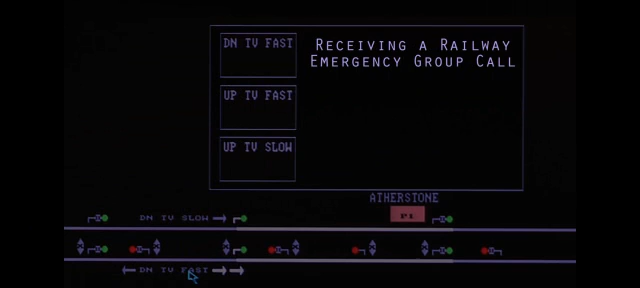 DN TV FAST
RECEIVING A RAILWAY
EMERGENCY GROUP CALL
UP TV FAST
UP TV SLOW
ATHERSTONE
DN TV SLOW
P1
DN TV FAST